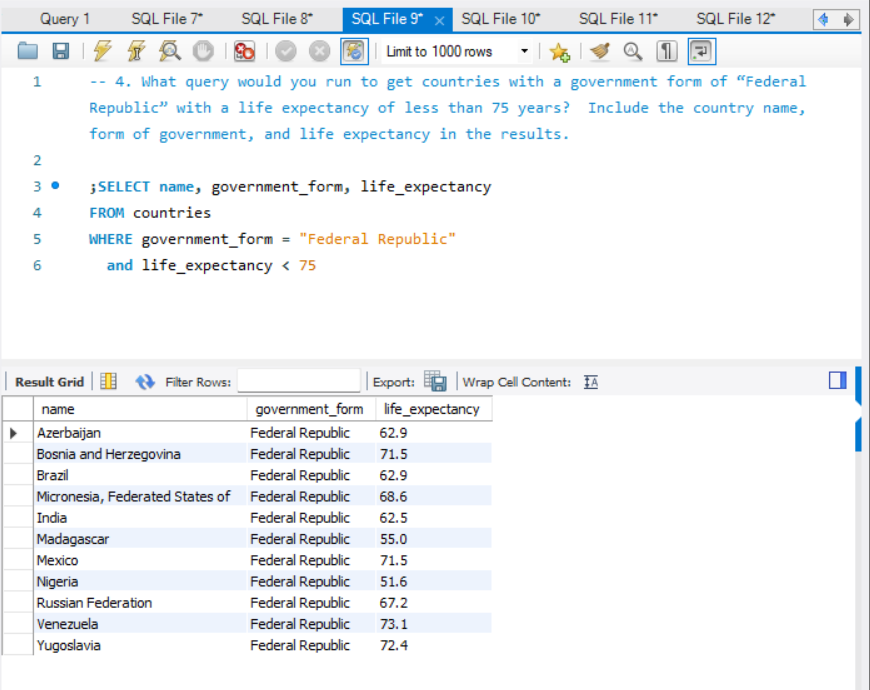 Query 1 SQL File 7* SQL File 8* SQL File 9* SQL File 10* SQL File 11* SQL File 12*
Limit to 1000 rows
1 -- 4. What query would you run to get countries with a government form of “Federal
Republic” with a life expectancy of less than 75 years?  Include the country name,
form of government, and life expectancy in the results.
2
3 ;SELECT name, government_form, life_expectancy
4 FROM countries
5 WHERE government_form = "Federal Republic"
6 and life_expectancy < 75
Result Grid Filter Rows: Export: Wrap Cell Content: IA
name government_form life_expectancy
Azerbaijan Federal Republic 62.9
Bosnia and Herzegovina Federal Republic 71.5
Brazil Federal Republic 62.9
Micronesia, Federated States of Federal Republic 68.6
India Federal Republic 62.5
Madagascar Federal Republic 55.0
Mexico Federal Republic 71.5
Nigeria Federal Republic 51.6
Russian Federation Federal Republic 67.2
Venezuela Federal Republic 73.1
Yugoslavia Federal Republic 72.4